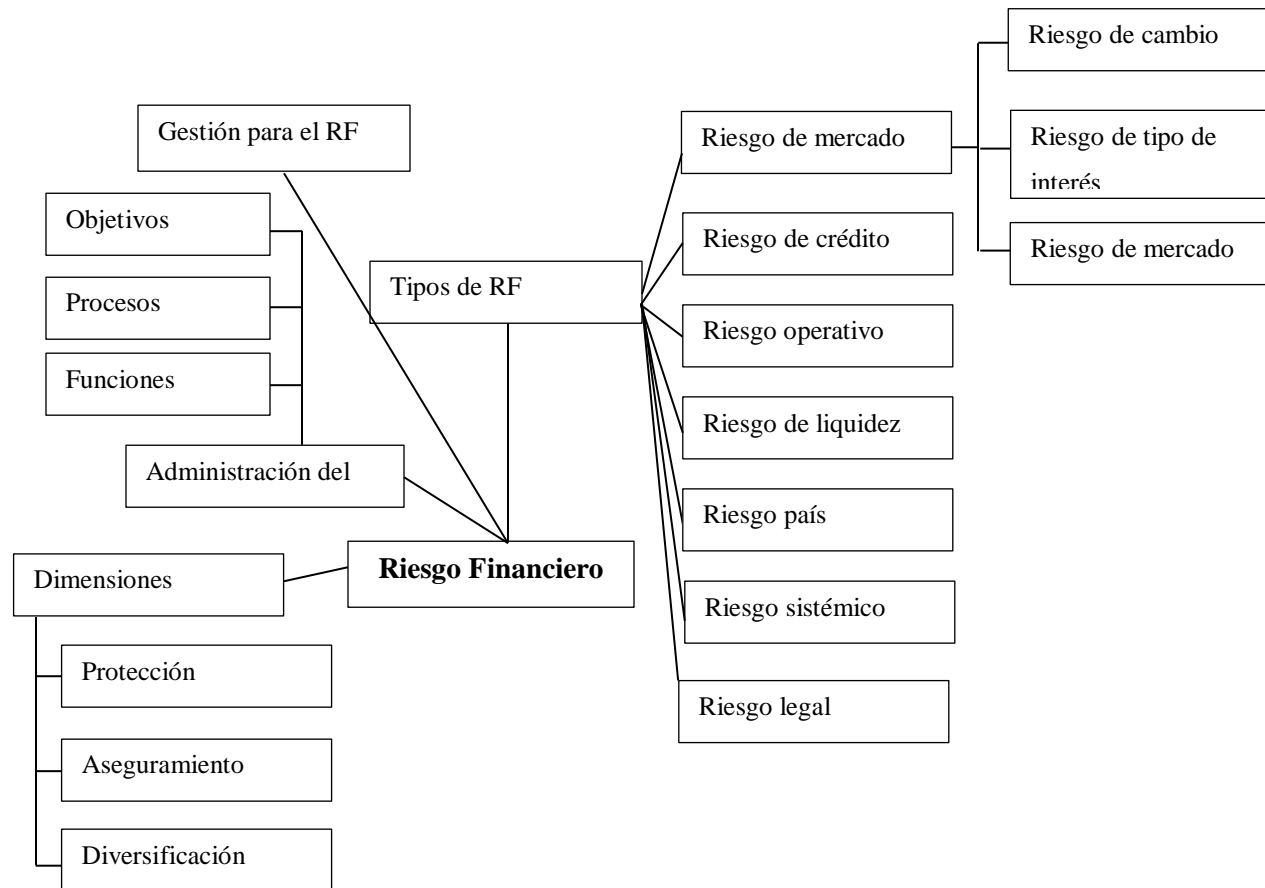 Riesgo de cambio
Gestión para el RF
Riesgo de mercado
Riesgo de tipo de
interés
Objetivos
Riesgo de crédito
Riesgo de mercado
Tipos de RF
Procesos
Riesgo operativo
Funciones
Riesgo de liquidez
Administración del
Riesgo país
Riesgo Financiero
Dimensiones
Riesgo sistémico
Protección
Riesgo legal
Aseguramiento
Diversificación